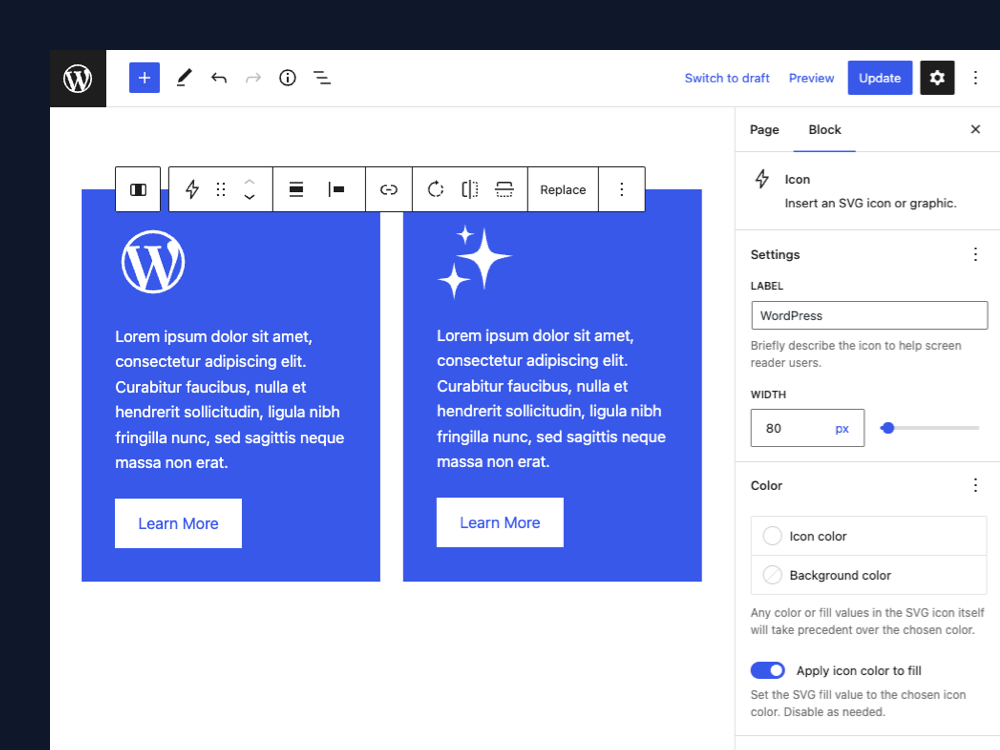 Switch to draft
Preview
Update
Page
Block
Replace
Icon
Insert an SVG icon or graphic.
Settings
LABEL
WordPress
Briefly describe the icon to help screen
reader users.
WIDTH
80
px
Color
Icon color
Background color
Any color or fill values in the SVG icon itself
will take precedent over the chosen color.
Apply icon color to fill
Set the SVG fill value to the chosen icon
color. Disable as needed.
Lorem ipsum dolor sit amet,
consectetur adipiscing elit.
Curabitur faucibus, nulla et
hendrerit sollicitudin, ligula nibh
fringilla nunc, sed sagittis neque
massa non erat.
Learn More
Lorem ipsum dolor sit amet,
consectetur adipiscing elit.
Curabitur faucibus, nulla et
hendrerit sollicitudin, ligula nibh
fringilla nunc, sed sagittis neque
massa non erat.
Learn More